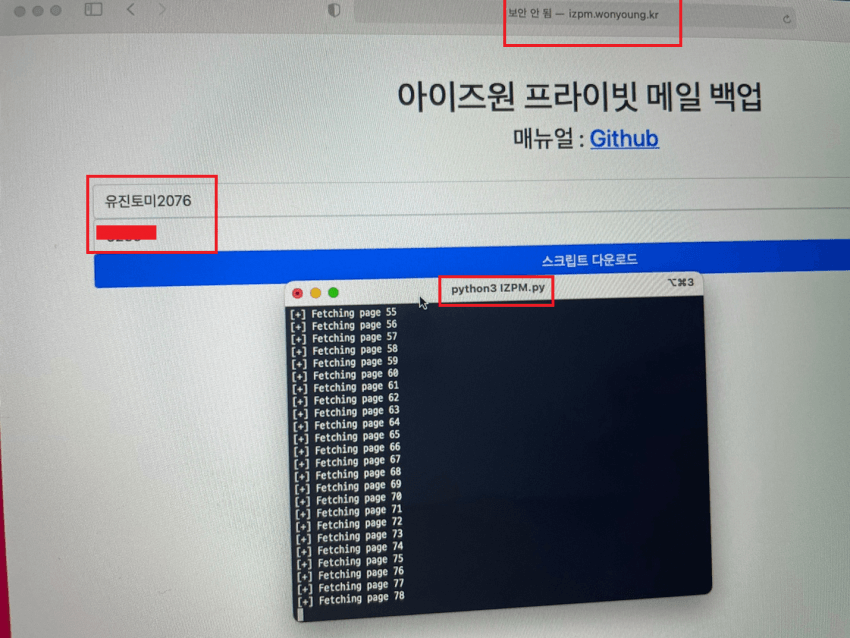 보안 안 됨 — izpm.wonyoung.kr
아이즈원 프라이빗 메일 백업
매뉴얼 : Github
유진토미2076
스크립트 다운로드
python3 IZPM.py
⌥⌘3
[+] Fetching page 55
[+] Fetching page 56
[+] Fetching page 57
[+] Fetching page 58
[+] Fetching page 59
[+] Fetching page 60
[+] Fetching page 61
[+] Fetching page 62
[+] Fetching page 63
[+] Fetching page 64
[+] Fetching page 65
[+] Fetching page 66
[+] Fetching page 67
[+] Fetching page 68
[+] Fetching page 69
[+] Fetching page 70
[+] Fetching page 71
[+] Fetching page 72
[+] Fetching page 73
[+] Fetching page 74
[+] Fetching page 75
[+] Fetching page 76
[+] Fetching page 77
[+] Fetching page 78